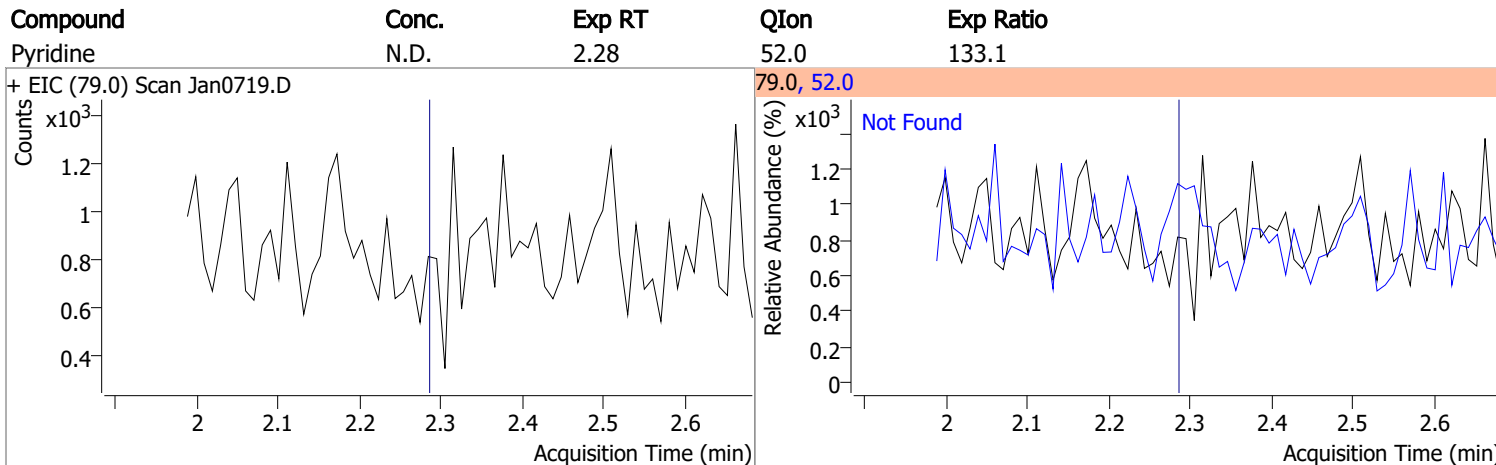 Compound Conc. Exp RT QIon Exp Ratio
Pyridine N.D. 2.28 52.0 133.1
+ EIC (79.0) Scan Jan0719.D
Counts
x10³
1.2
1
0.8
0.6
0.4
2 2.1 2.2 2.3 2.4 2.5 2.6
Acquisition Time (min)
79.0, 52.0
Relative Abundance (%)
x10³
Not Found
1.2
1
0.8
0.6
0.4
0.2
0
2 2.1 2.2 2.3 2.4 2.5 2.6
Acquisition Time (min)